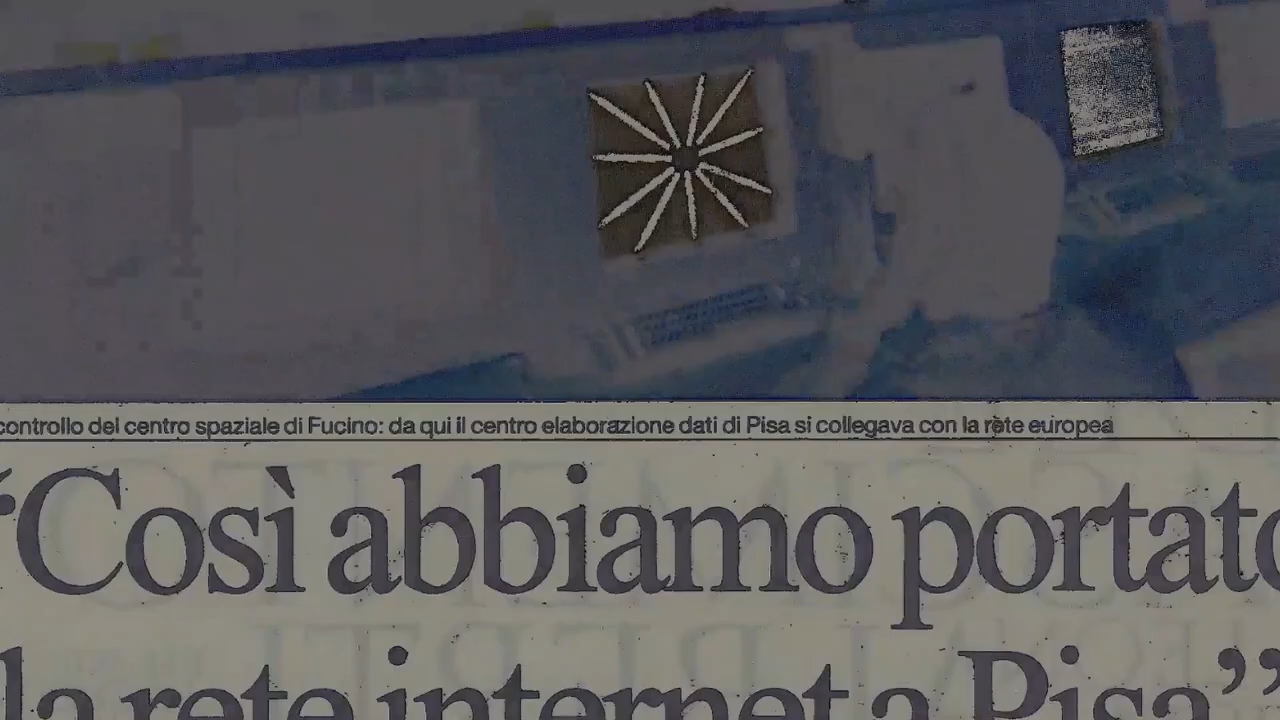 controllo del centro spaziale di Fucino: da qui il centro elaborazione dati di Pisa si collegava con la rete europea
“Così abbiamo portato
la rete internet a Pisa”